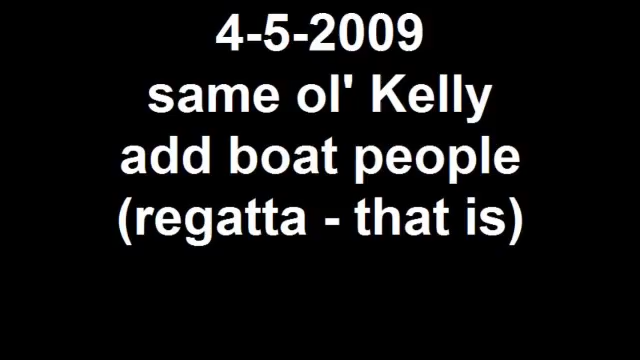 4-5-2009
same ol' Kelly
add boat people
(regatta - that is)